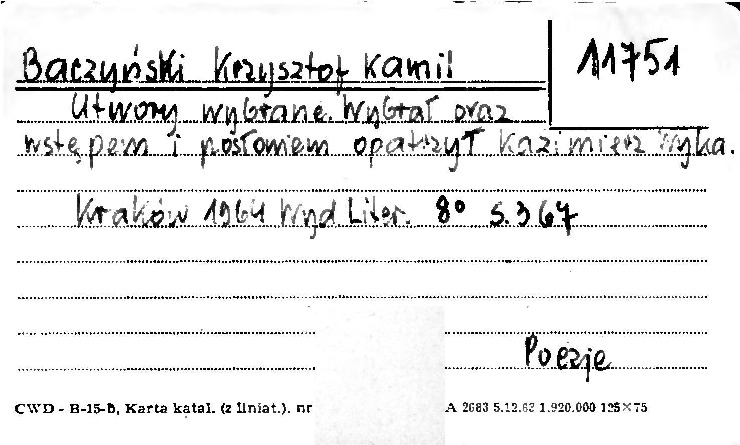 11751
Baczyński Krzysztof Kamil
Utwory wybrane. Wybrał oraz
wstępem i posłowiem opatrzył Kazimierz Wyka.
Kraków 1964 Wyd Liter. 8° s. 367
Poezje
CWD - B-15-b, Karta katal. (z liniat.). nr A 2683 5.12.63 1.920.000 125×75